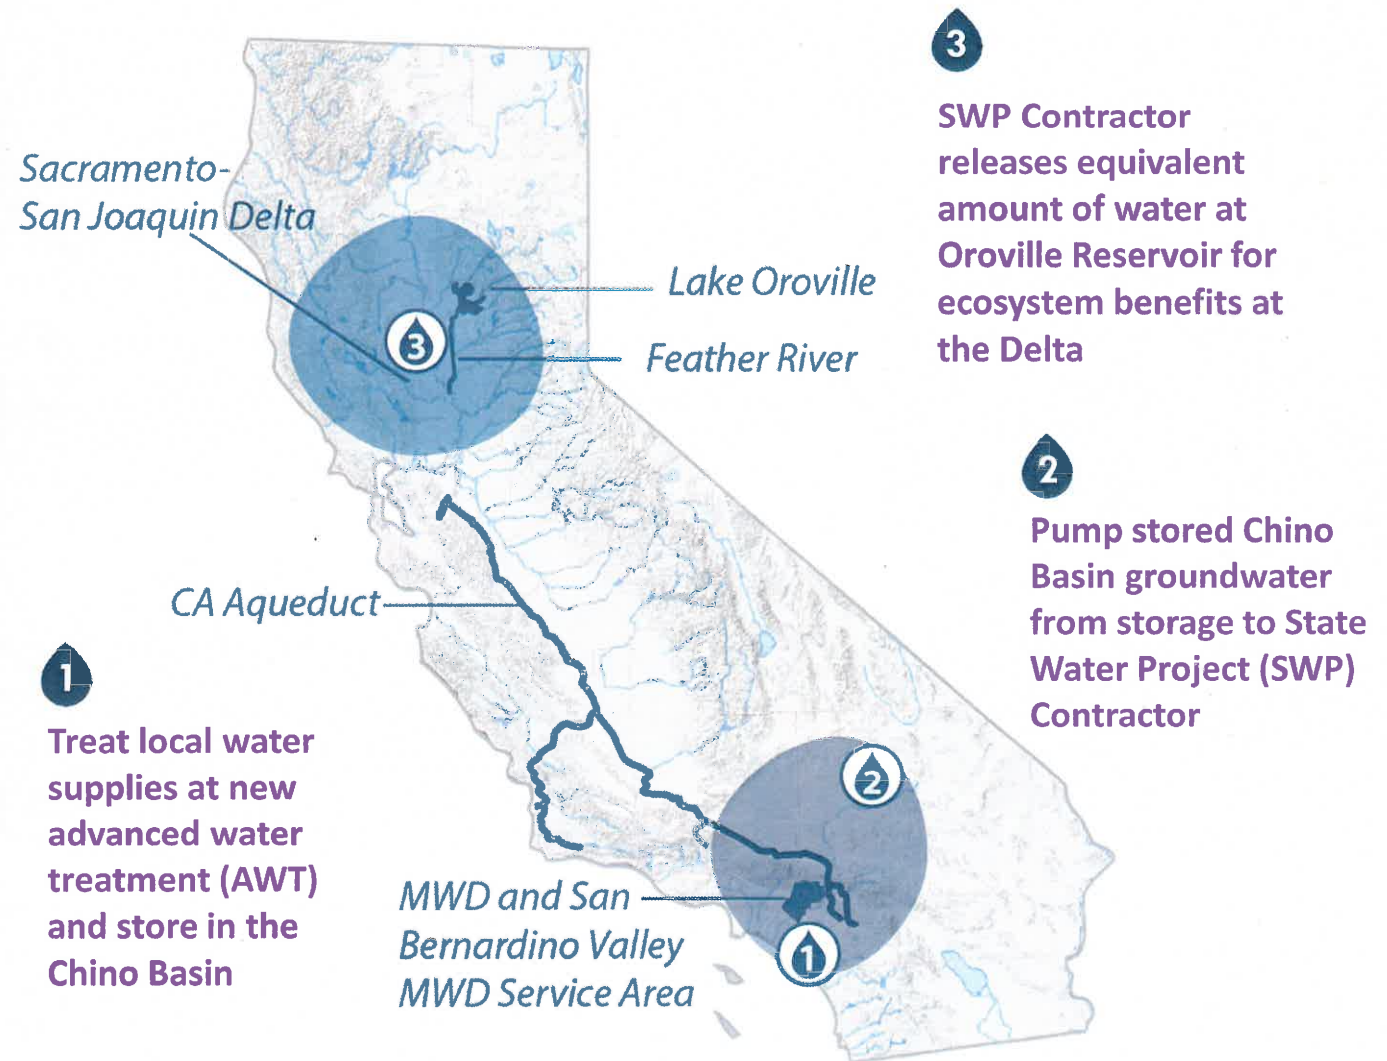 3
SWP Contractor
releases equivalent
amount of water at
Oroville Reservoir for
ecosystem benefits at
the Delta
Sacramento-
San Joaquin Delta
Lake Oroville
3
Feather River
2
Pump stored Chino
Basin groundwater
from storage to State
Water Project (SWP)
Contractor
CA Aqueduct
1
Treat local water
supplies at new
advanced water
treatment (AWT)
and store in the
Chino Basin
2
MWD and San
Bernardino Valley
MWD Service Area
1